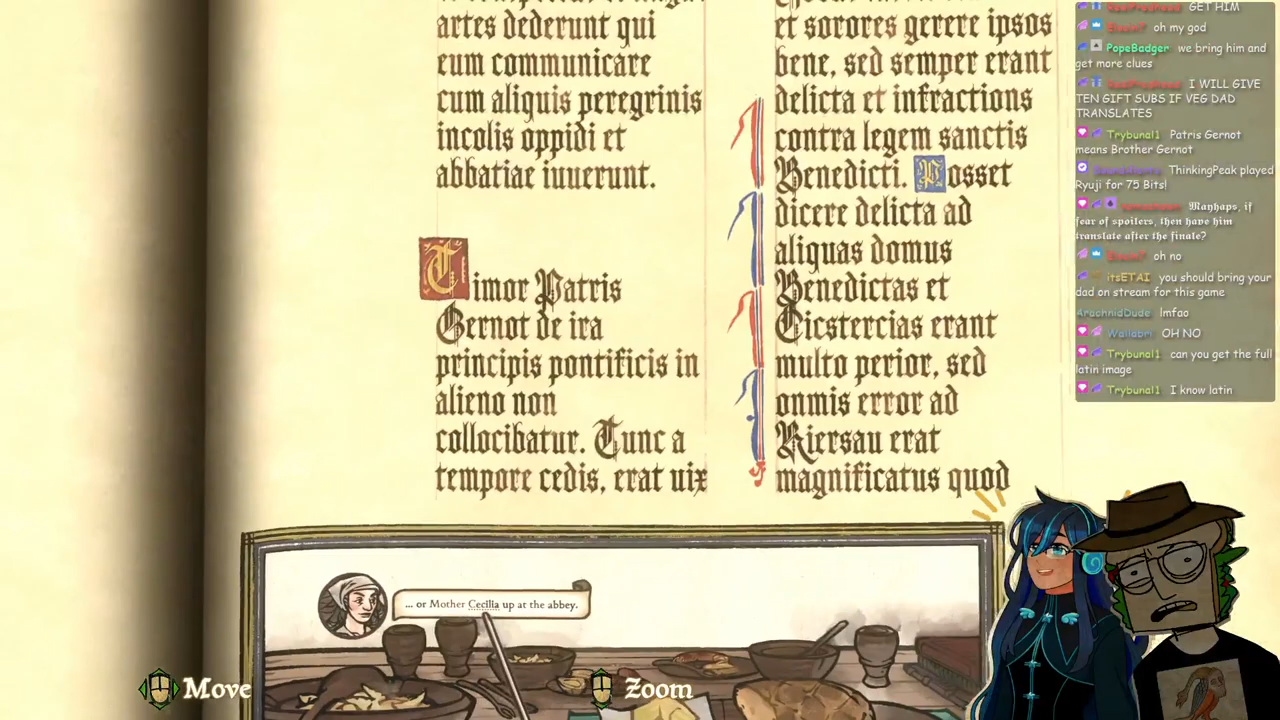 artes dederunt qui
eum communicare
cum aliquis peregrinis
incolis oppidi et
abbatiae iuuerunt.
Timor Patris
Gernot de ira
principis pontificis in
alieno non
collocibatur. Tunc a
tempore cedis, erat uix
et sorores gerere ipsos
bene, sed semper erant
delicta et infractions
contra legem sanctis
Benedicti. Posset
dicere delicta ad
aliquas domus
Benedictas et
Cicstercias erant
multo perior, sed
onmis error ad
Kiersau erat
magnificatus quod
... or Mother Cecilia up at the abbey.
Move
Zoom
GET HIM
oh my god
PopeBadger we bring him and
get more clues
I WILL GIVE
TEN GIFT SUBS IF VEG DAD
TRANSLATES
Trybunal1 Patris Gernot
means Brother Gernot
ThinkingPeak played
Ryuji for 75 Bits!
Mayhaps, if
fear of spoilers, then have him
translate after the finale?
oh no
itsETAI you should bring your
dad on stream for this game
ArachnidDude lmfao
Wallabri OH NO
Trybunal1 can you get the full
latin image
Trybunal1 I know latin